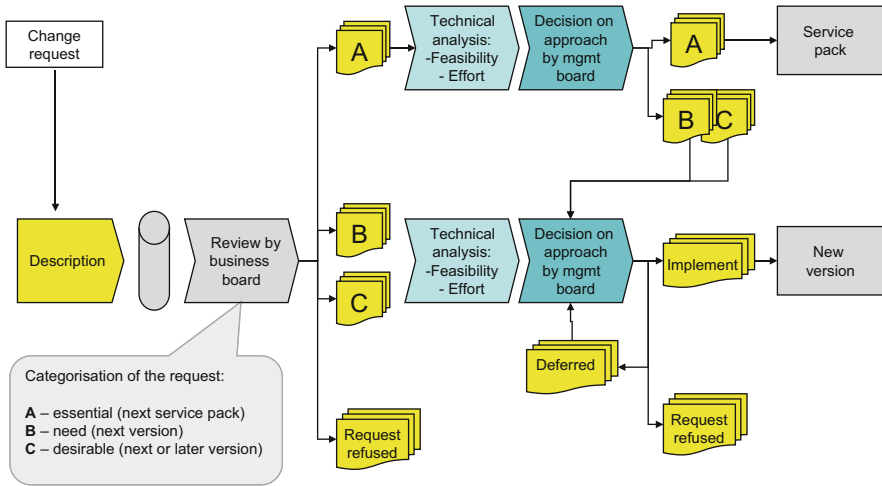 Change
request
A
Technical
analysis:
-Feasibility
- Effort
Decision on
approach
by mgmt
board
A
Service
pack
B
C
Description
Review by
business
board
B
C
Technical
analysis:
-Feasibility
- Effort
Decision on
approach
by mgmt
board
Implement
New
version
Deferred
Request
refused
Request
refused
Categorisation of the request:
A – essential (next service pack)
B – need (next version)
C – desirable (next or later version)